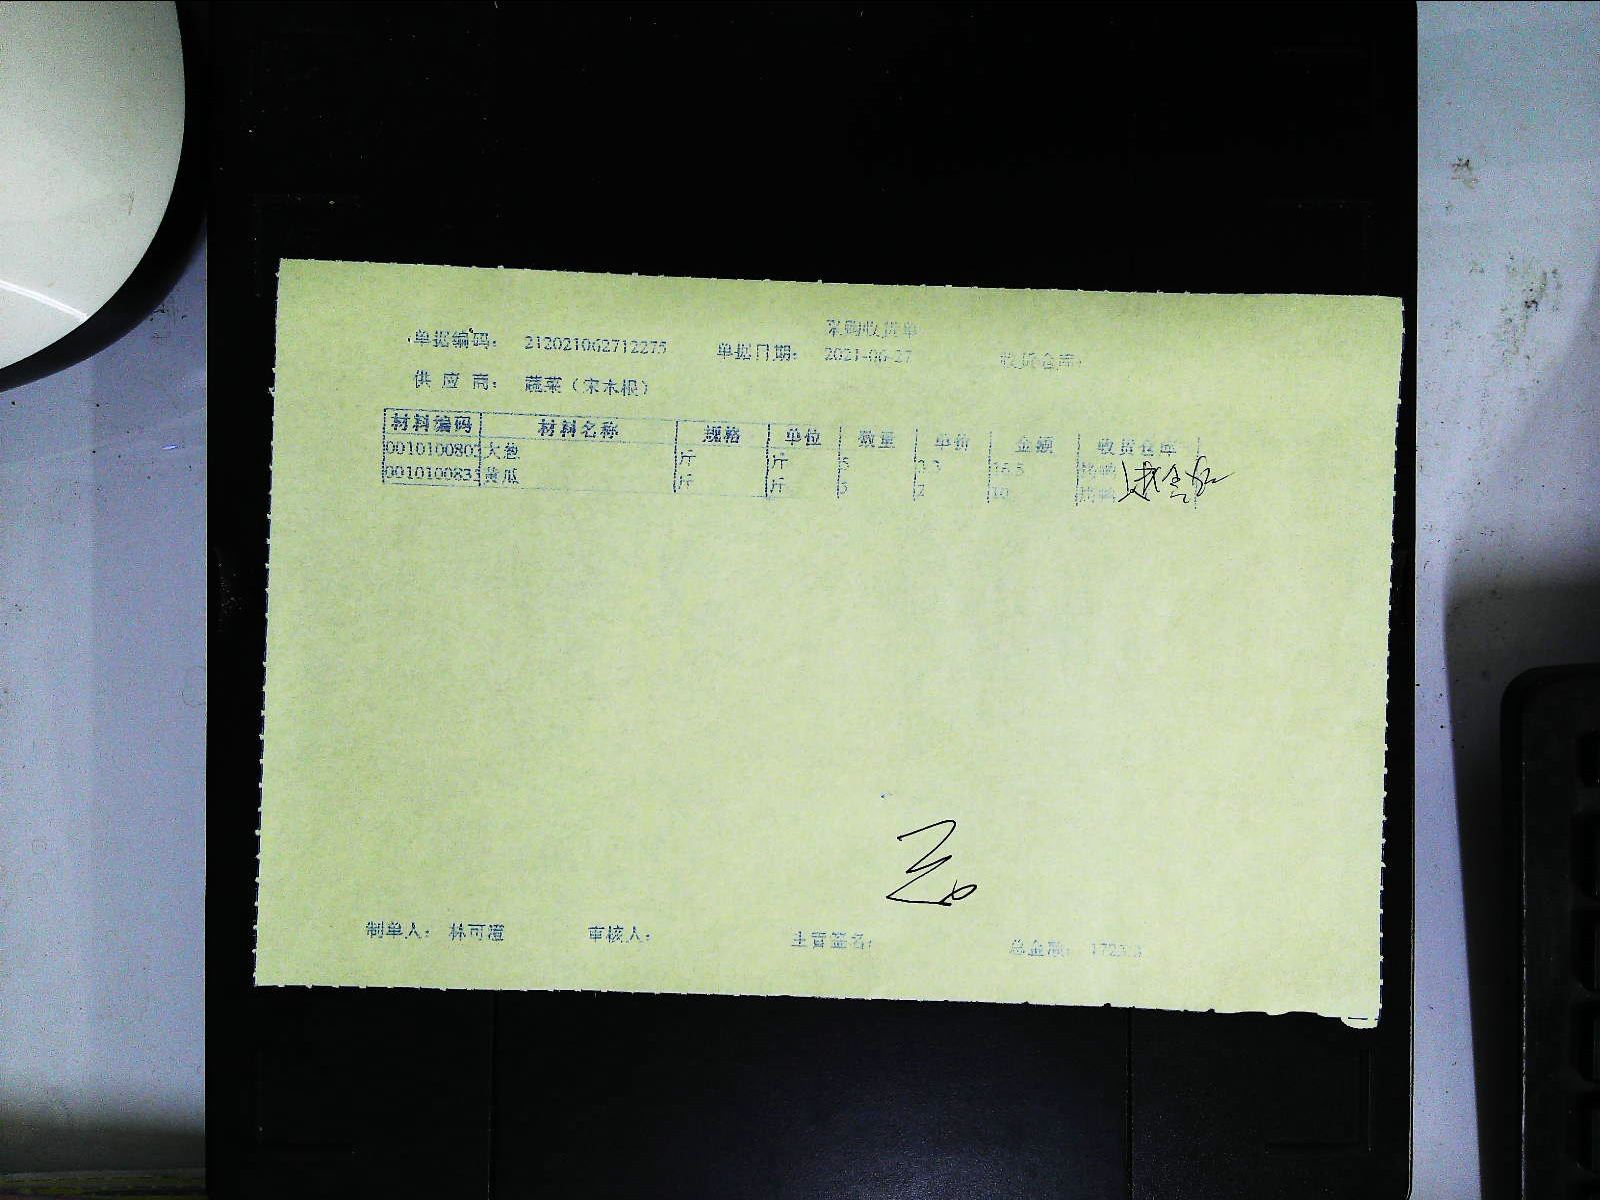 采购收货单
单据编码： 212021062712275 单据日期： 2021-06-27 收货仓库：
供 应 商： 蔬菜（宋木根）
材料编码 材料名称 规格 单位 数量 单价 金额 收货仓库
0010100802 大葱 斤 斤 5 3.3 16.5
0010100833 黄瓜 斤 斤 5 2 10
制单人： 林可澄 审核人： 主管签名： 总金额：